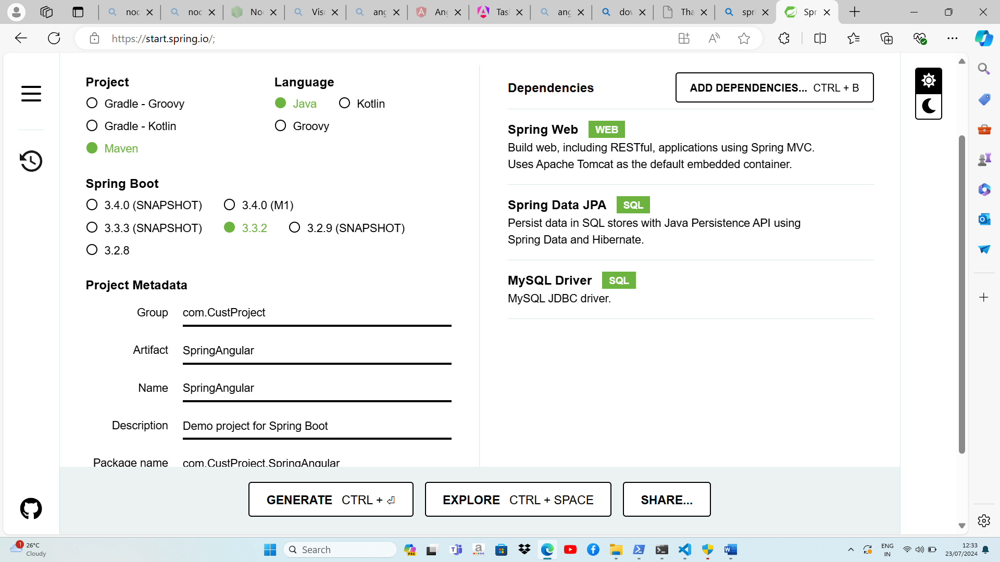 noc
noc
Noc
Visu
ang
Ang
Tas
ang
dov
Tha
spri
Spr
https://start.spring.io/;
Project
Gradle - Groovy
Gradle - Kotlin
Maven
Language
Java
Kotlin
Groovy
Spring Boot
3.4.0 (SNAPSHOT)
3.4.0 (M1)
3.3.3 (SNAPSHOT)
3.3.2
3.2.9 (SNAPSHOT)
3.2.8
Project Metadata
Group
com.CustProject
Artifact
SpringAngular
Name
SpringAngular
Description
Demo project for Spring Boot
Package name
com.CustProject.SpringAngular
Dependencies
ADD DEPENDENCIES... CTRL + B
Spring Web WEB
Build web, including RESTful, applications using Spring MVC.
Uses Apache Tomcat as the default embedded container.
Spring Data JPA SQL
Persist data in SQL stores with Java Persistence API using
Spring Data and Hibernate.
MySQL Driver SQL
MySQL JDBC driver.
GENERATE CTRL + ⏎
EXPLORE CTRL + SPACE
SHARE...
1
26°C
Cloudy
Search
PRE
ENG
IN
12:33
23/07/2024